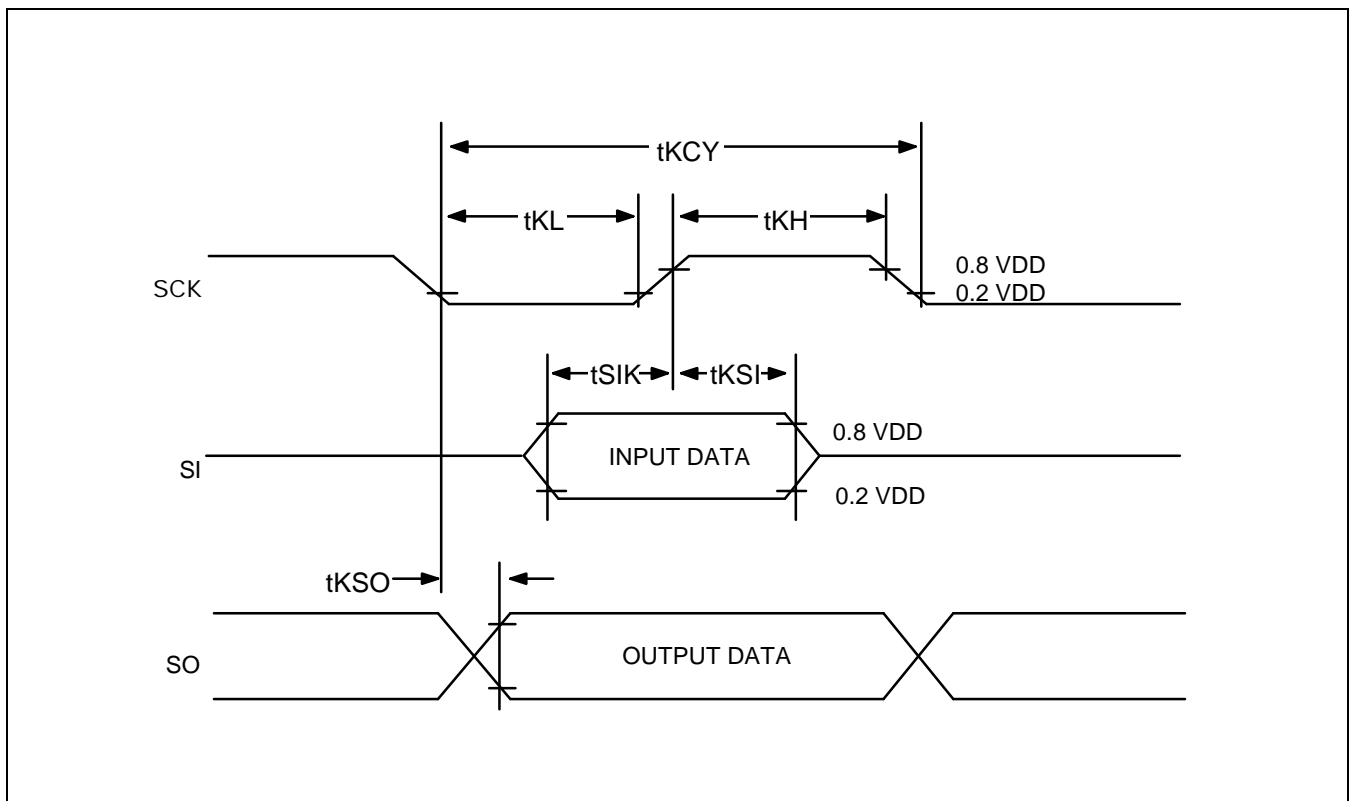 tKCY
tKL
tKH
SCK
0.8 VDD
0.2 VDD
tSIK
tKSI
SI
INPUT DATA
0.8 VDD
0.2 VDD
tKSO
SO
OUTPUT DATA